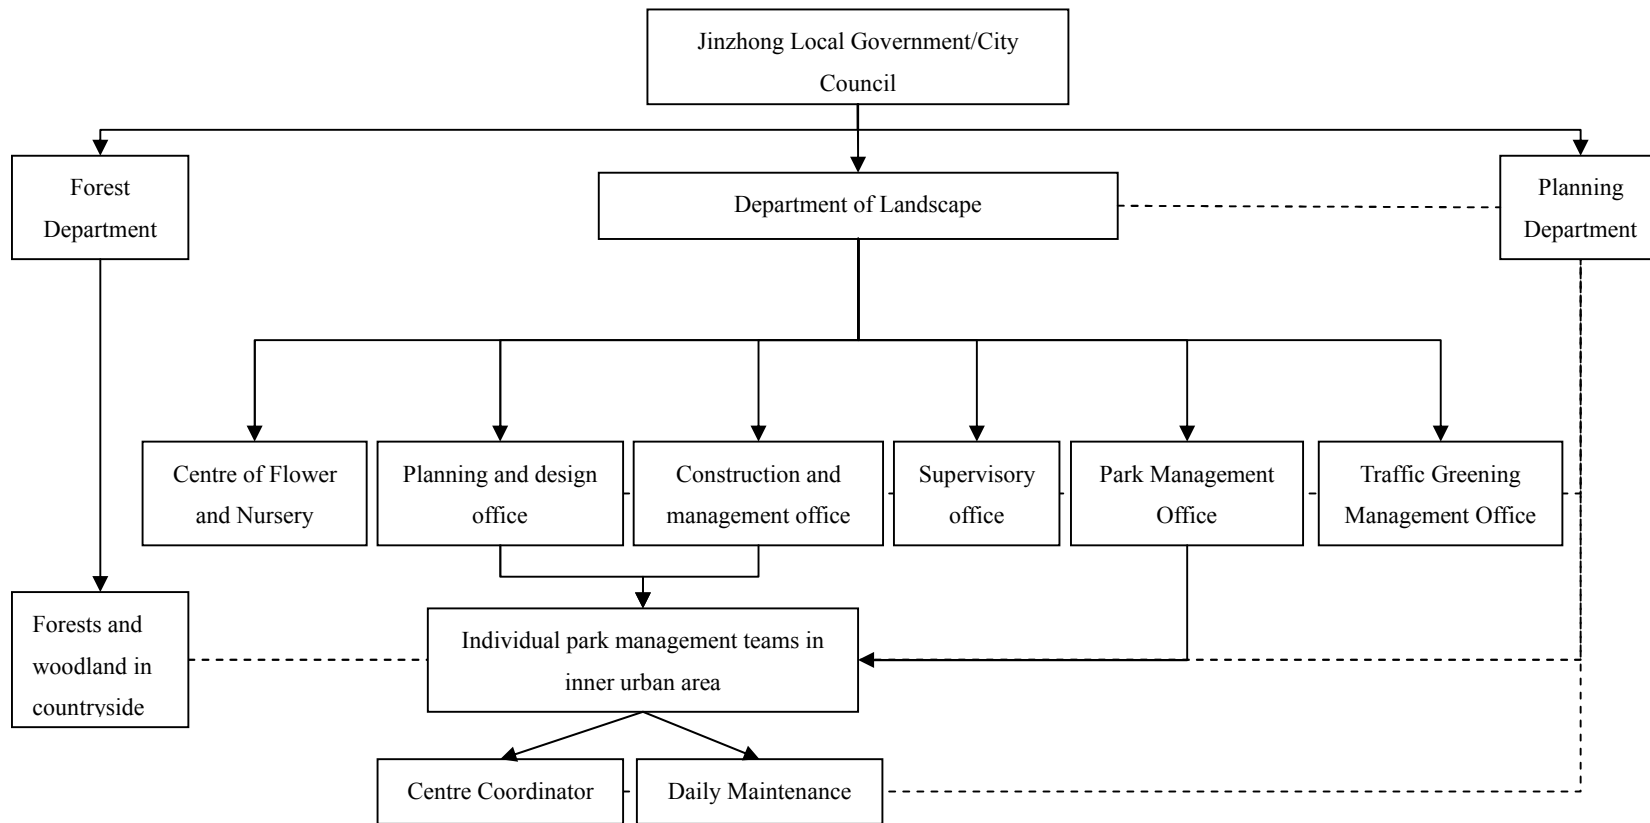 Jinzhong Local Government/City
Council
Forest
Department
Department of Landscape
Planning
Department
Centre of Flower
and Nursery
Planning and design
office
Construction and
management office
Supervisory
office
Park Management
Office
Traffic Greening
Management Office
Forests and
woodland in
countryside
Individual park management teams in
inner urban area
Centre Coordinator
Daily Maintenance